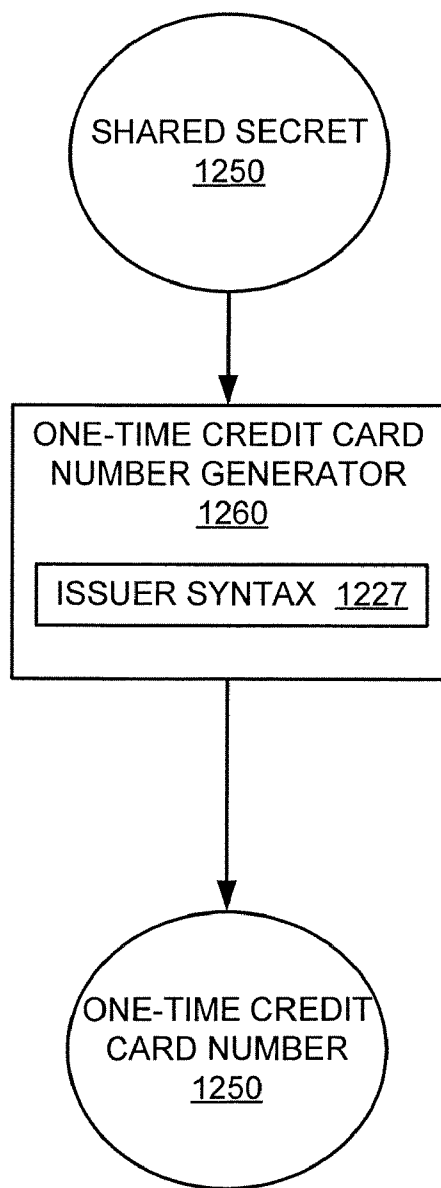 SHARED SECRET
1250
ONE-TIME CREDIT CARD
NUMBER GENERATOR
1260
ISSUER SYNTAX 1227
ONE-TIME CREDIT
CARD NUMBER
1250